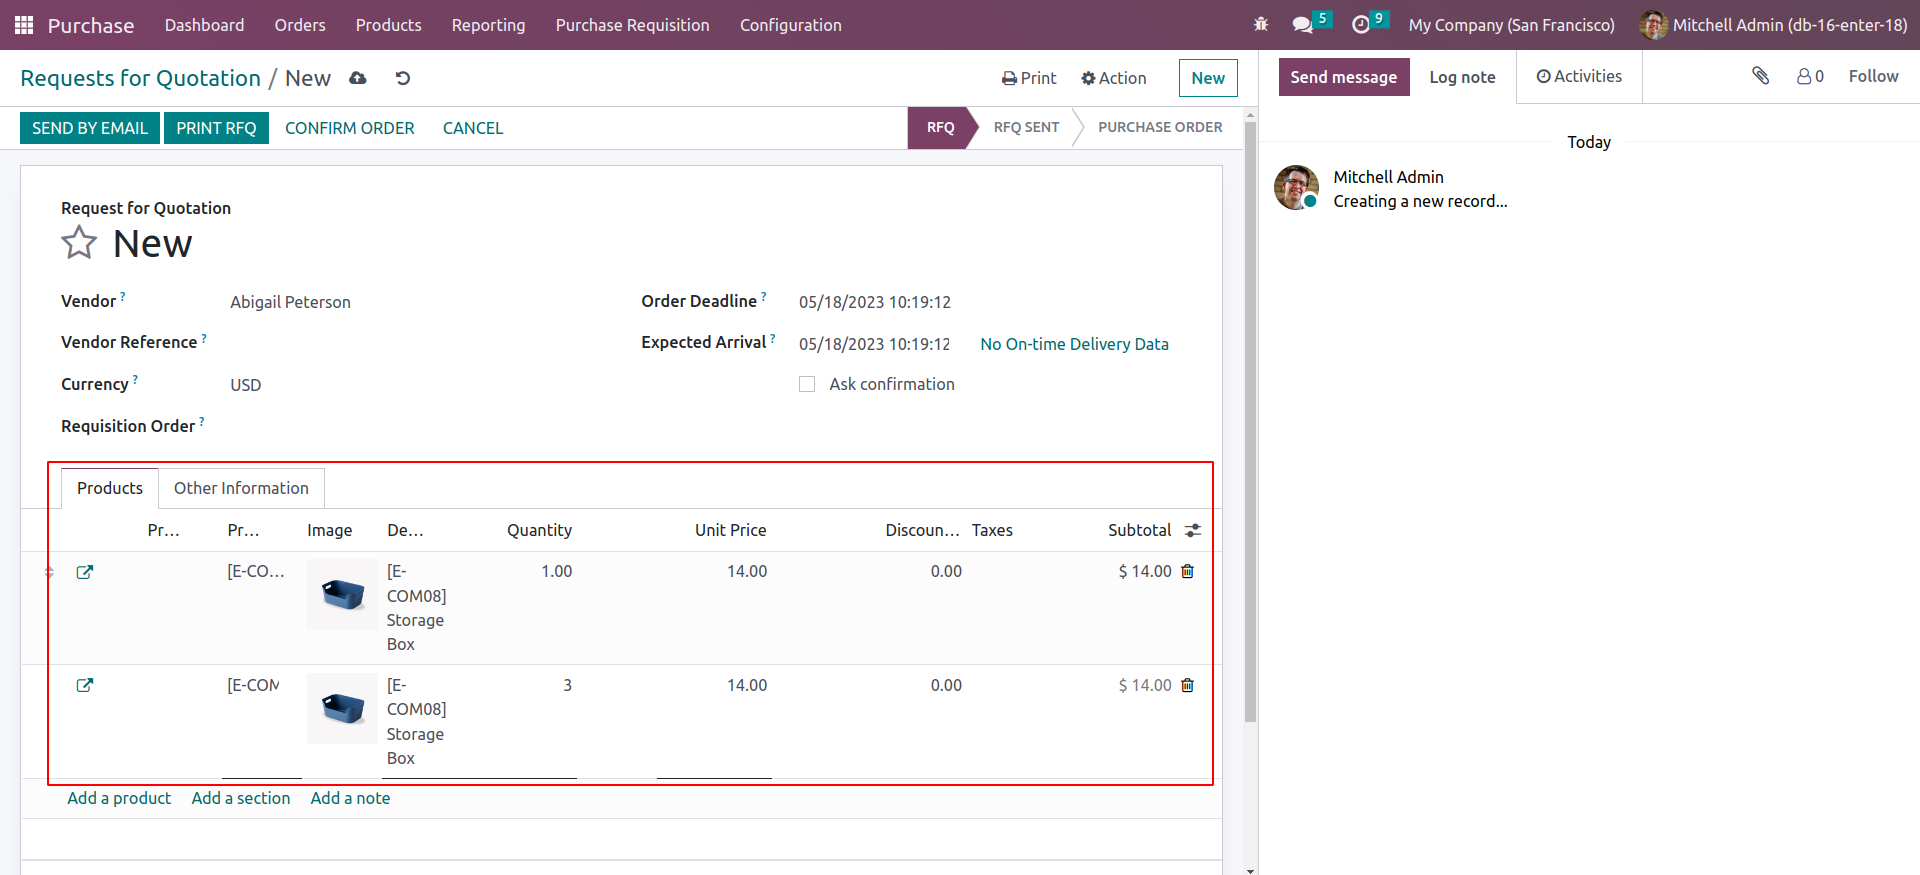 Purchase Dashboard Orders Products Reporting Purchase Requisition Configuration 5 9 My Company (San Francisco) Mitchell Admin (db-16-enter-18)
Requests for Quotation / New Print Action New
SEND BY EMAIL PRINT RFQ CONFIRM ORDER CANCEL RFQ RFQ SENT PURCHASE ORDER
Request for Quotation
New
Vendor ? Abigail Peterson Order Deadline ? 05/18/2023 10:19:12
Vendor Reference ? Expected Arrival ? 05/18/2023 10:19:12 No On-time Delivery Data
Currency ? USD Ask confirmation
Requisition Order ?
Products Other Information
Pr... Pr... Image De... Quantity Unit Price Discoun... Taxes Subtotal
[E-CO... [E- 1.00 14.00 0.00 $ 14.00
COM08]
Storage
Box
[E-COM [E- 3 14.00 0.00 $ 14.00
COM08]
Storage
Box
Add a product Add a section Add a note
Send message Log note Activities 0 Follow
Today
Mitchell Admin
Creating a new record...